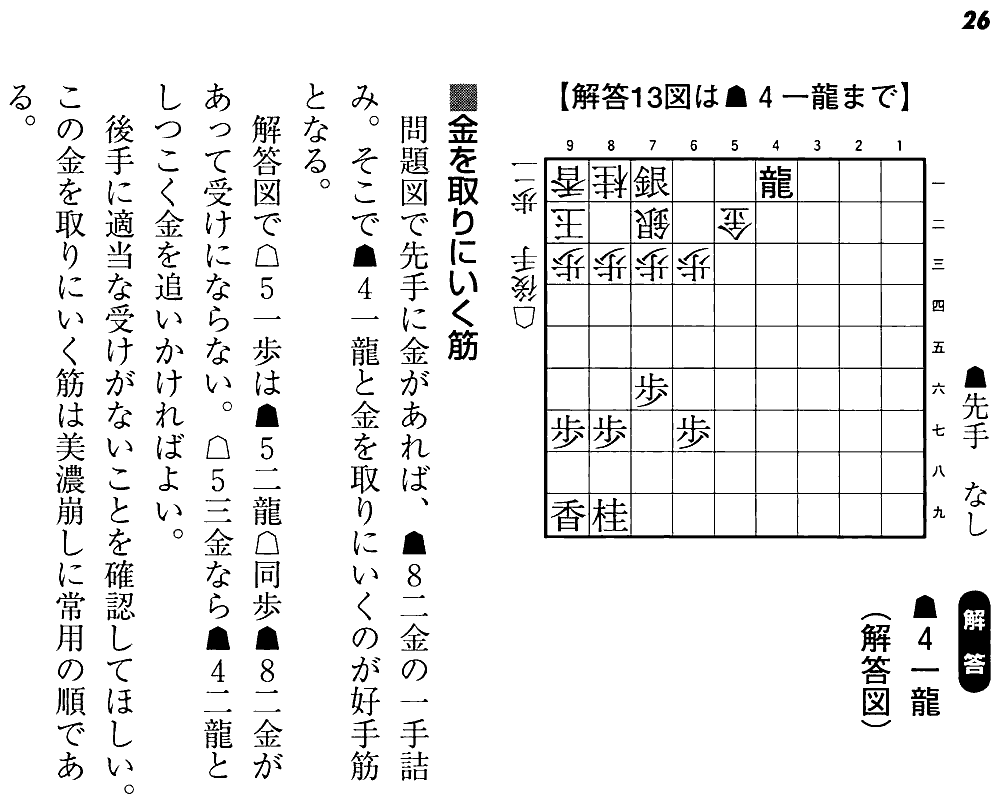 26
解答
☗4一龍
（解答図）
【解答13図は☗4一龍まで】
9 8 7 6 5 4 3 2 1
香桂銀龍一
王銀金二
歩歩歩歩三
四
五
歩六
歩歩歩七
八
香桂九
☗先手 なし
☖後手 歩二
■金を取りにいく筋
問題図で先手に金があれば、☗8二金の一手詰
み。そこで☗4一龍と金を取りにいくのが好手筋
となる。
解答図で☖5一歩は☗5二龍☖同歩☗8二金が
あって受けにならない。☖5三金なら☗4二龍と
しつこく金を追いかければよい。
後手に適当な受けがないことを確認してほしい。
この金を取りにいく筋は美濃崩しに常用の順であ
る。